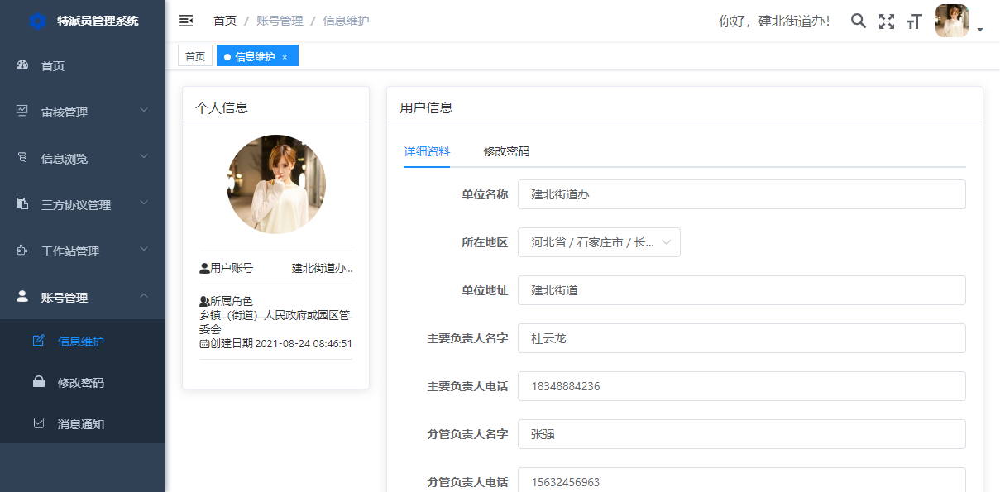 特派员管理系统
首页
审核管理
信息浏览
三方协议管理
工作站管理
账号管理
信息维护
修改密码
消息通知
首页 / 账号管理 / 信息维护
你好，建北街道办！
首页
信息维护 ×
个人信息
用户账号 建北街道办...
所属角色
乡镇（街道）人民政府或园区管
委会
创建日期 2021-08-24 08:46:51
用户信息
详细资料 修改密码
单位名称 建北街道办
所在地区 河北省 / 石家庄市 / 长...
单位地址 建北街道
主要负责人名字 杜云龙
主要负责人电话 18348884236
分管负责人名字 张强
分管负责人电话 15632456963